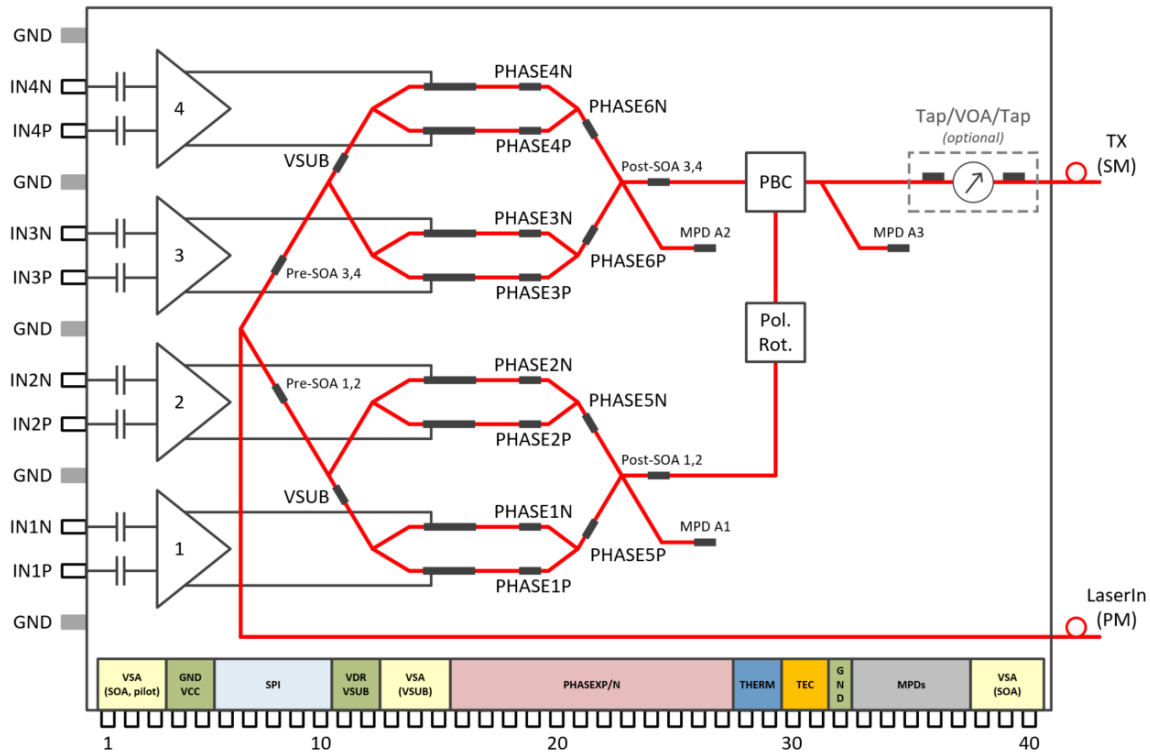 GND
IN4N
IN4P
GND
IN3N
IN3P
GND
IN2N
IN2P
GND
IN1N
IN1P
GND
4
3
2
1
VSUB
Pre-SOA 3,4
Pre-SOA 1,2
VSUB
PHASE4N
PHASE4P
PHASE3N
PHASE3P
PHASE2N
PHASE2P
PHASE1N
PHASE1P
PHASE6N
PHASE6P
PHASE5N
PHASE5P
Post-SOA 3,4
MPD A2
Post-SOA 1,2
MPD A1
PBC
Pol.
Rot.
MPD A3
Tap/VOA/Tap
(optional)
TX
(SM)
LaserIn
(PM)
VSA
(SOA, pilot)
GND
VCC
SPI
VDR
VSUB
VSA
(VSUB)
PHASEXP/N
THERM
TEC
G
N
D
MPDs
VSA
(SOA)
1
10
20
30
40